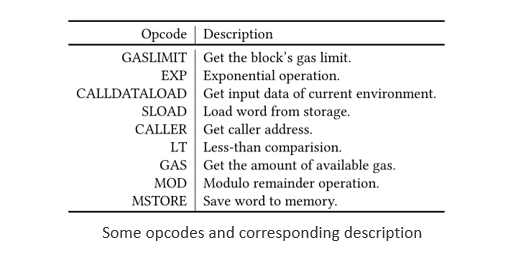 Opcode Description
GASLIMIT Get the block's gas limit.
EXP Exponential operation.
CALLDATALOAD Get input data of current environment.
SLOAD Load word from storage.
CALLER Get caller address.
LT Less-than comparision.
GAS Get the amount of available gas.
MOD Modulo remainder operation.
MSTORE Save word to memory.
Some opcodes and corresponding description